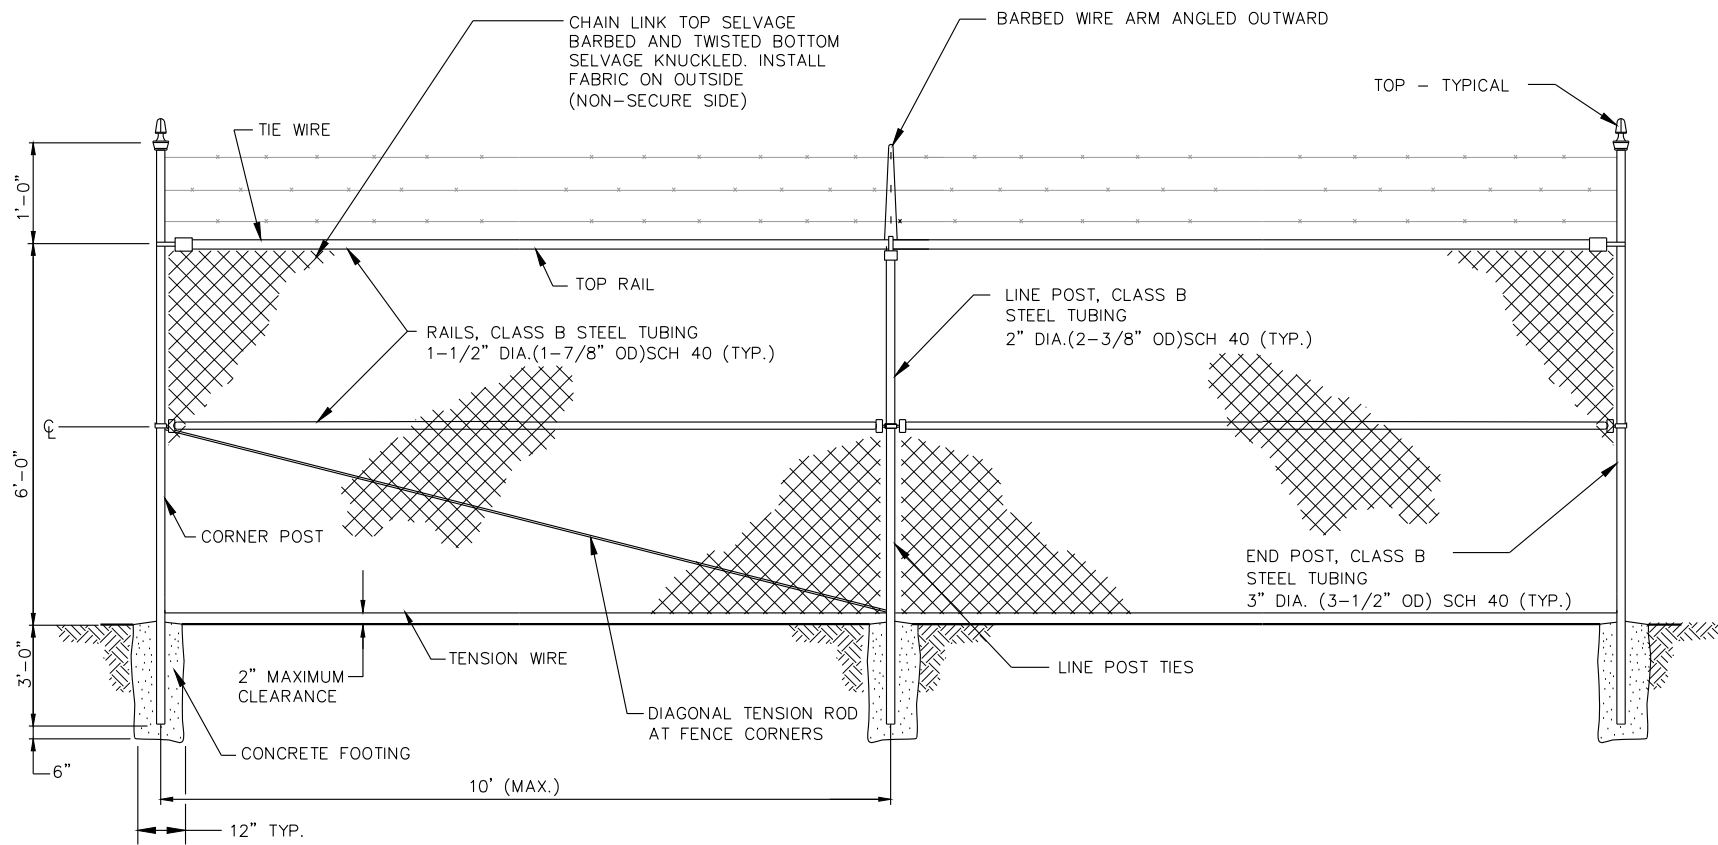 CHAIN LINK TOP SELVAGE
BARBED AND TWISTED BOTTOM
SELVAGE KNUCKLED. INSTALL
FABRIC ON OUTSIDE
(NON-SECURE SIDE)
BARBED WIRE ARM ANGLED OUTWARD
TOP - TYPICAL
TIE WIRE
1'-0"
TOP RAIL
LINE POST, CLASS B
STEEL TUBING
2" DIA.(2-3/8" OD)SCH 40 (TYP.)
RAILS, CLASS B STEEL TUBING
1-1/2" DIA.(1-7/8" OD)SCH 40 (TYP.)
℄
6'-0"
CORNER POST
END POST, CLASS B
STEEL TUBING
3" DIA. (3-1/2" OD) SCH 40 (TYP.)
3'-0"
2" MAXIMUM
CLEARANCE
TENSION WIRE
LINE POST TIES
DIAGONAL TENSION ROD
AT FENCE CORNERS
CONCRETE FOOTING
6"
10' (MAX.)
12" TYP.